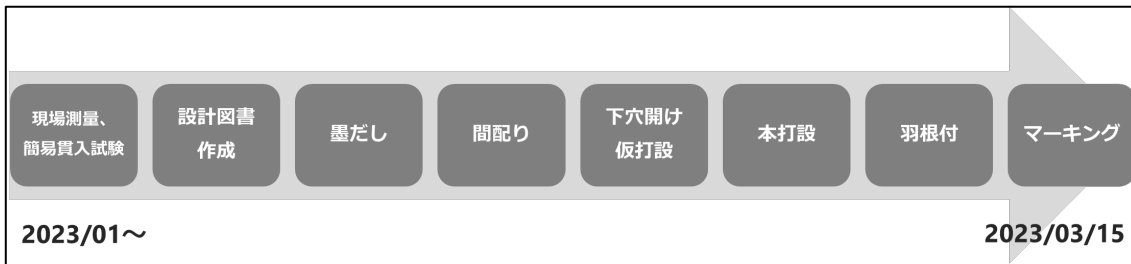 現場測量、
簡易貫入試験
設計図書
作成
墨だし
間配り
下穴開け
仮打設
本打設
羽根付
マーキング
2023/01～
2023/03/15